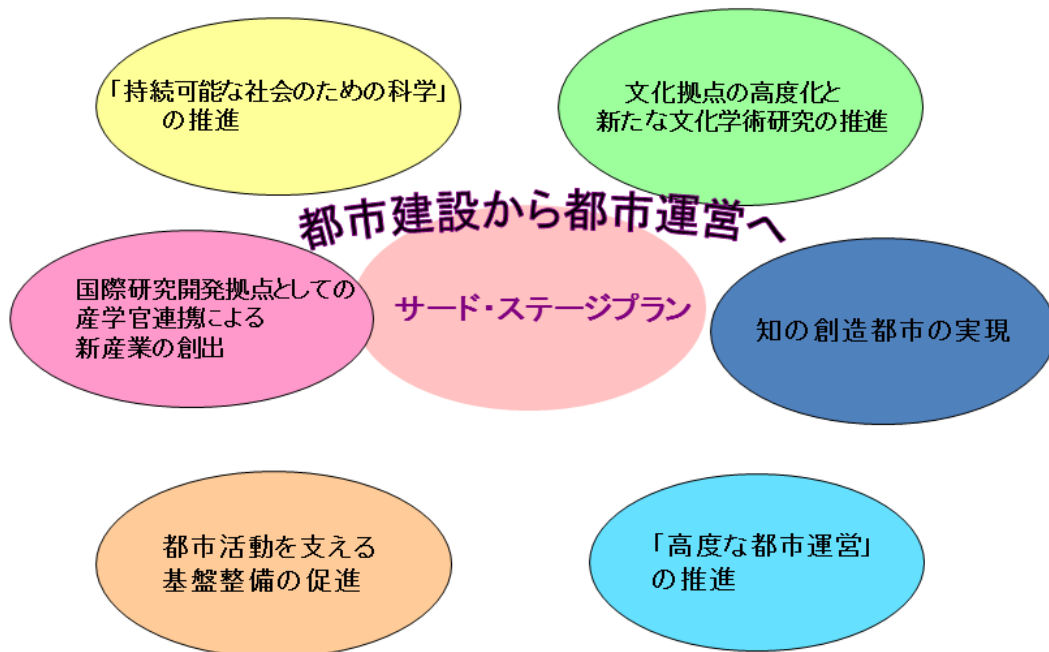 「持続可能な社会のための科学」
の推進
文化拠点の高度化と
新たな文化学術研究の推進
都市建設から都市運営へ
国際研究開発拠点としての
産学官連携による
新産業の創出
サード・ステージプラン
知の創造都市の実現
都市活動を支える
基盤整備の促進
「高度な都市運営」
の推進